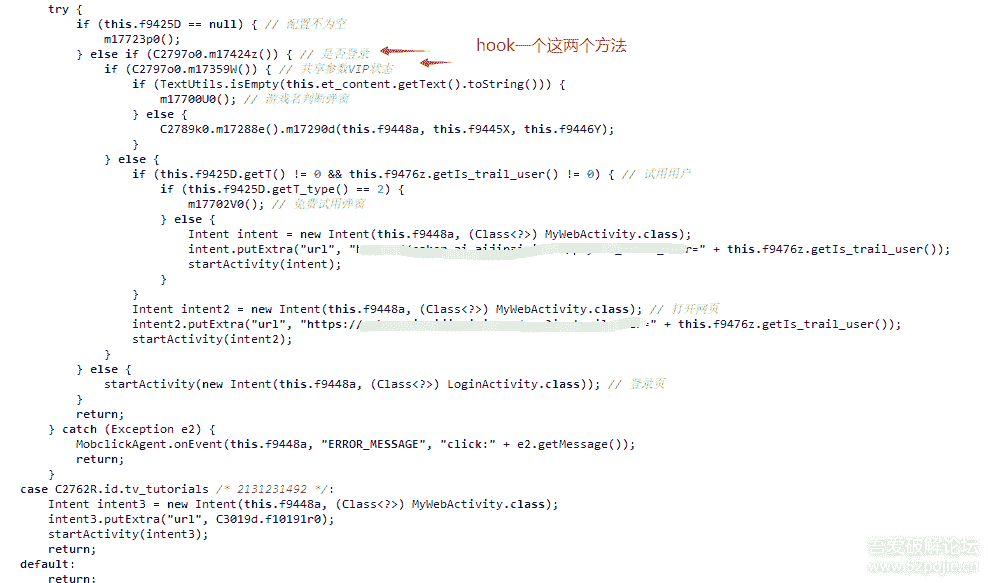 try {
if (this.f9425D == null) { // 配置不为空
m17723p0();
} else if (C2797o0.m17424z()) { // 是否登录
hook一个这两个方法
if (C2797o0.m17359W()) { // 共享参数VIP状态
if (TextUtils.isEmpty(this.et_content.getText().toString())) {
m17700U0(); // 游戏名判断弹窗
} else {
C2789k0.m17288e().m17290d(this.f9448a, this.f9445X, this.f9446Y);
}
} else {
if (this.f9425D.getT() != 0 && this.f9476z.getIs_trail_user() != 0) { // 试用用户
if (this.f9425D.getT_type() == 2) {
m17702V0(); // 免费试用弹窗
} else {
Intent intent = new Intent(this.f9448a, (Class<?>) MyWebActivity.class);
intent.putExtra("url", " =" + this.f9476z.getIs_trail_user());
startActivity(intent);
}
}
Intent intent2 = new Intent(this.f9448a, (Class<?>) MyWebActivity.class); // 打开网页
intent2.putExtra("url", "https:// =" + this.f9476z.getIs_trail_user());
startActivity(intent2);
}
} else {
startActivity(new Intent(this.f9448a, (Class<?>) LoginActivity.class)); // 登录页
}
return;
} catch (Exception e2) {
MobclickAgent.onEvent(this.f9448a, "ERROR_MESSAGE", "click:" + e2.getMessage());
return;
}
case C2762R.id.tv_tutorials /* 2131231492 */:
Intent intent3 = new Intent(this.f9448a, (Class<?>) MyWebActivity.class);
intent3.putExtra("url", C3019d.f10191r0);
startActivity(intent3);
return;
default:
return;
吾爱破解论坛
www.52pojie.cn